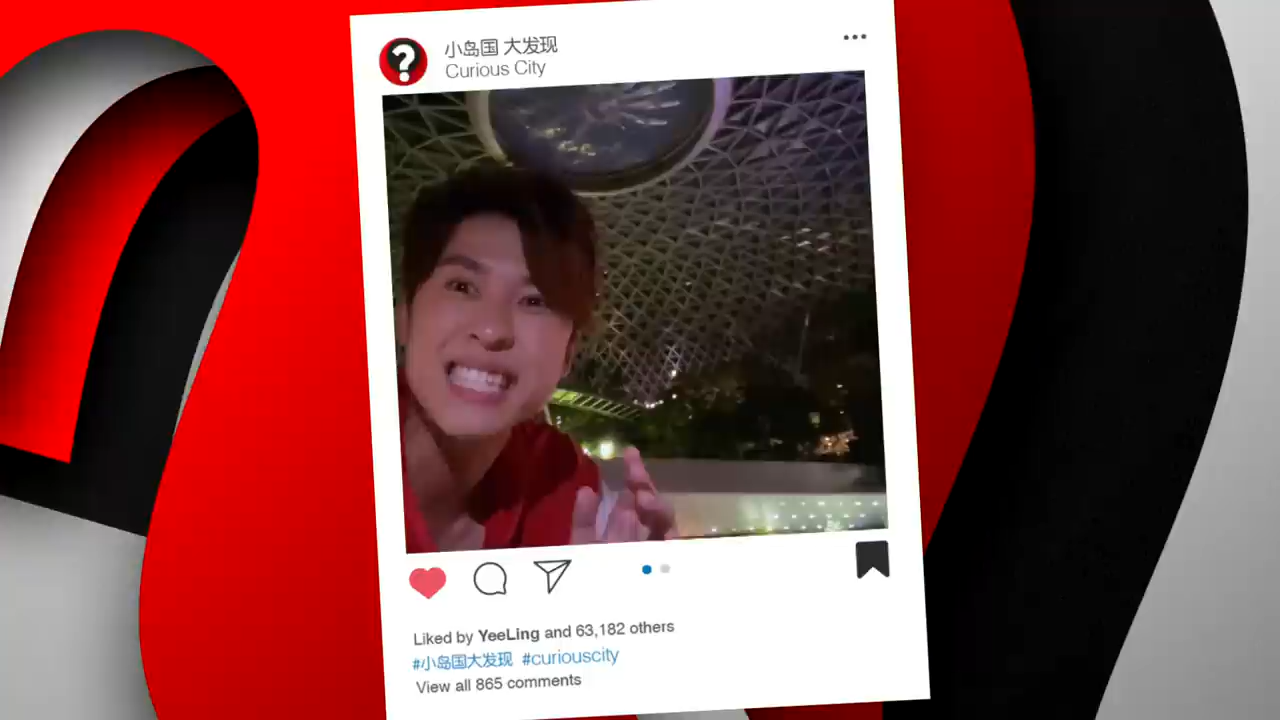 ?
小岛国 大发现
Curious City
Liked by YeeLing and 63,182 others
#小岛国大发现 #curiouscity
View all 865 comments